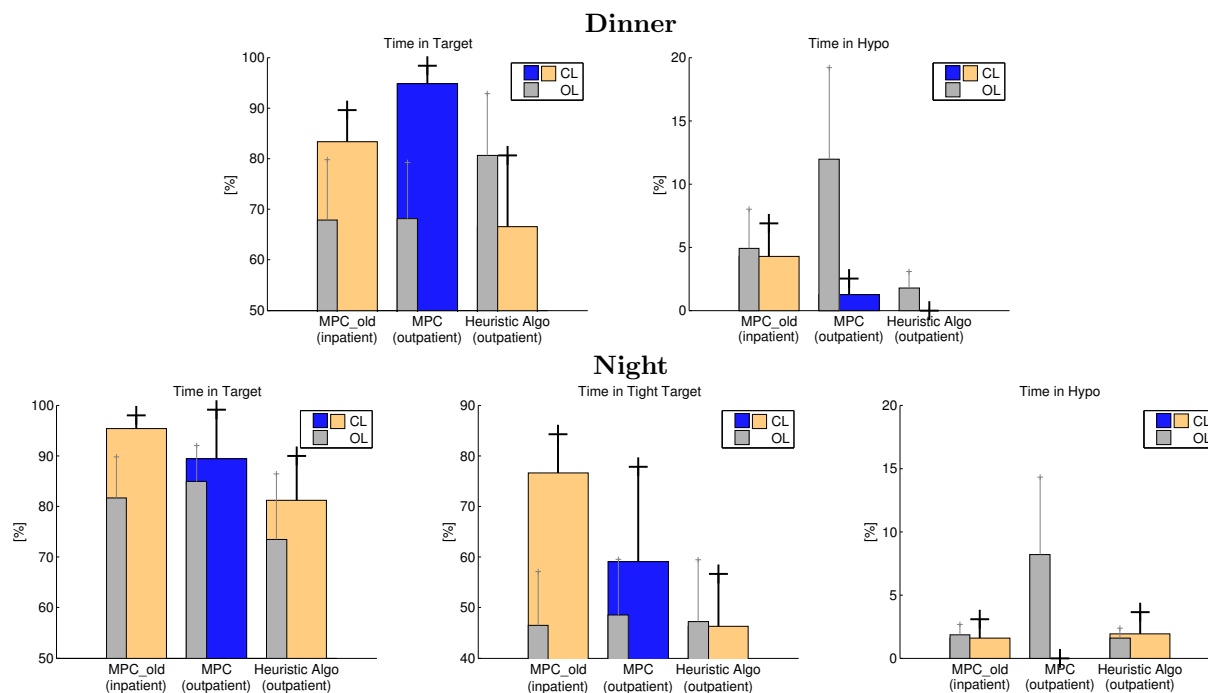 Dinner
Time in Target
[%]
100
90
80
70
60
50
CL
OL
MPC_old
(inpatient)
MPC
(outpatient)
Heuristic Algo
(outpatient)
Time in Hypo
[%]
20
15
10
5
0
CL
OL
MPC_old
(inpatient)
MPC
(outpatient)
Heuristic Algo
(outpatient)
Night
Time in Target
[%]
100
90
80
70
60
50
CL
OL
MPC_old
(inpatient)
MPC
(outpatient)
Heuristic Algo
(outpatient)
Time in Tight Target
[%]
90
80
70
60
50
40
CL
OL
MPC_old
(inpatient)
MPC
(outpatient)
Heuristic Algo
(outpatient)
Time in Hypo
[%]
20
15
10
5
0
CL
OL
MPC_old
(inpatient)
MPC
(outpatient)
Heuristic Algo
(outpatient)